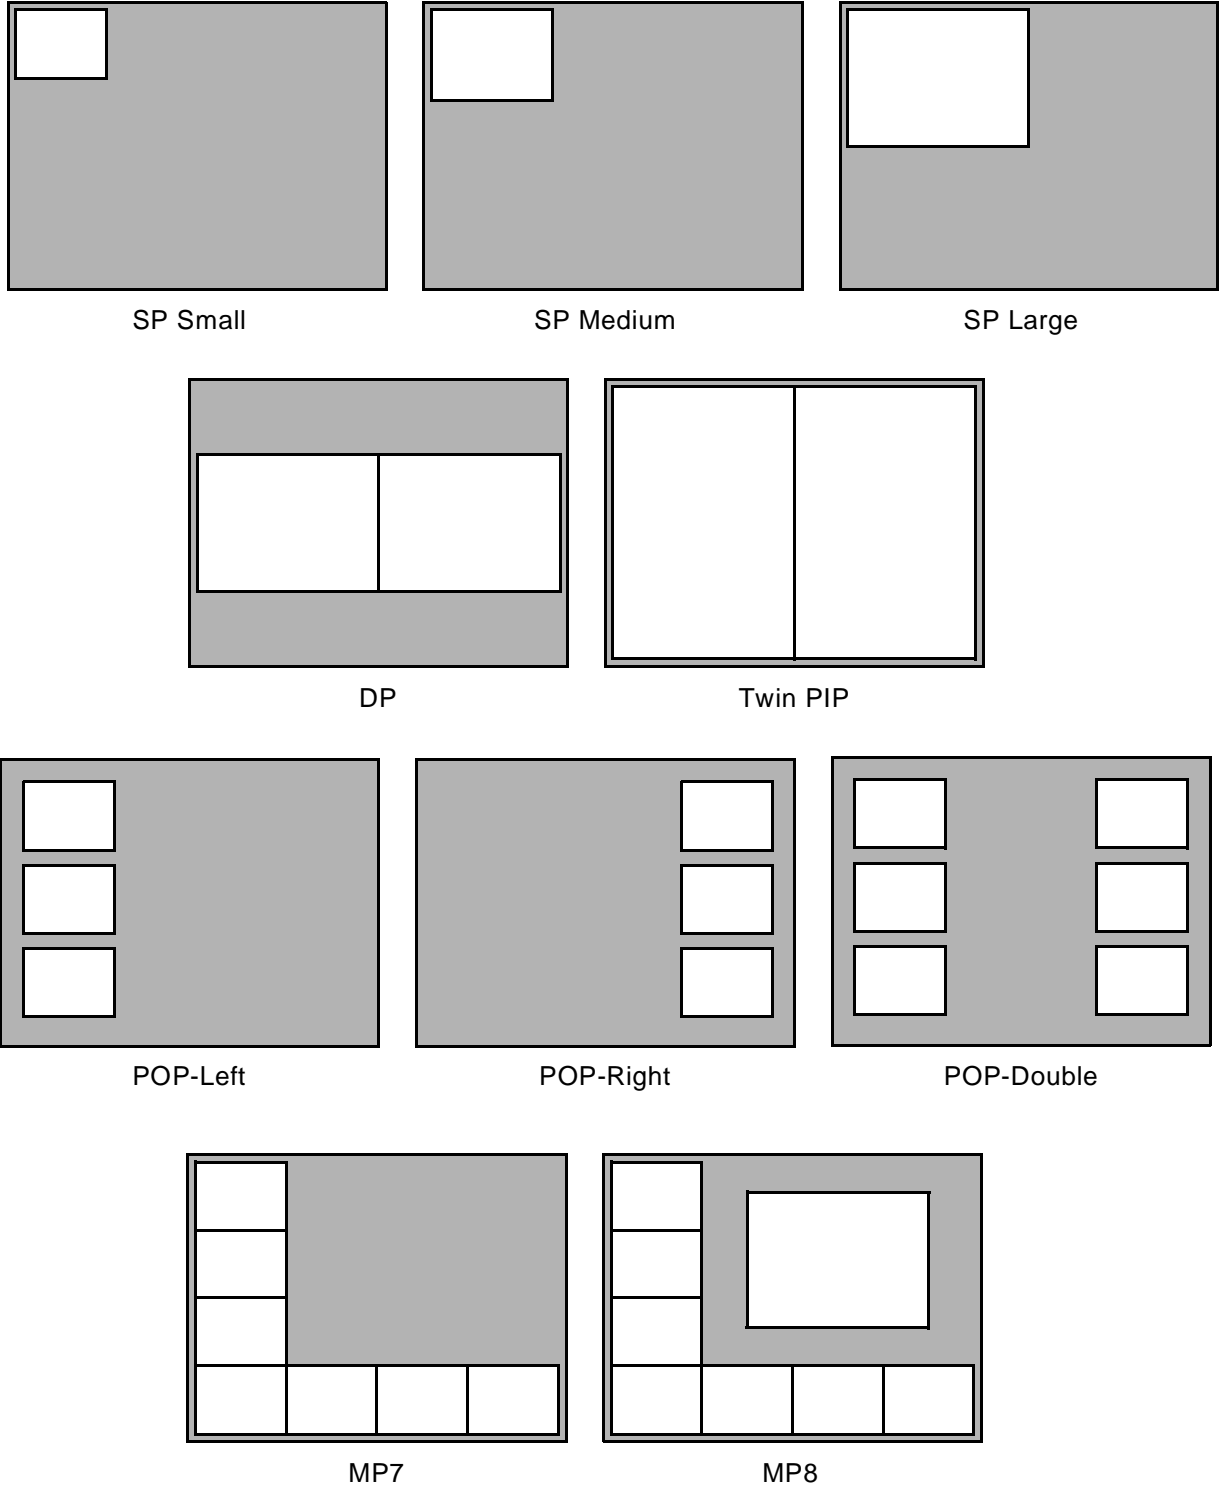 SP Small
SP Medium
SP Large
DP
Twin PIP
POP-Left
POP-Right
POP-Double
MP7
MP8